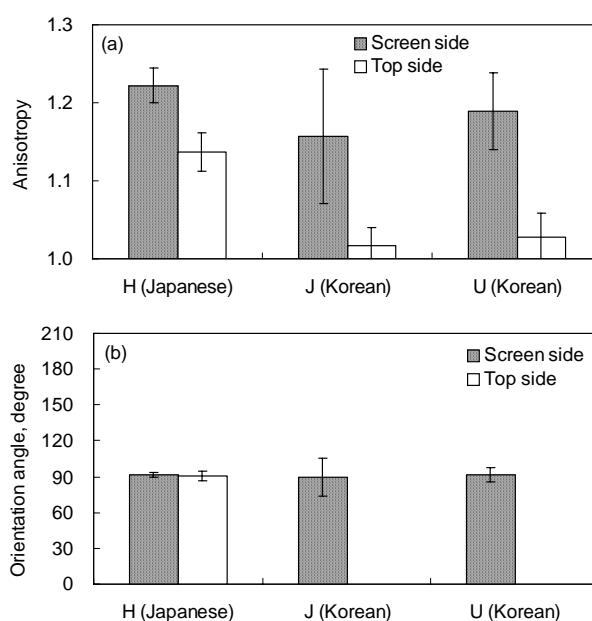 (a)
Screen side
Top side
Anisotropy
1.3
1.2
1.1
1.0
H (Japanese) J (Korean) U (Korean)
(b)
Screen side
Top side
Orientation angle, degree
210
180
150
120
90
60
30
0
H (Japanese) J (Korean) U (Korean)